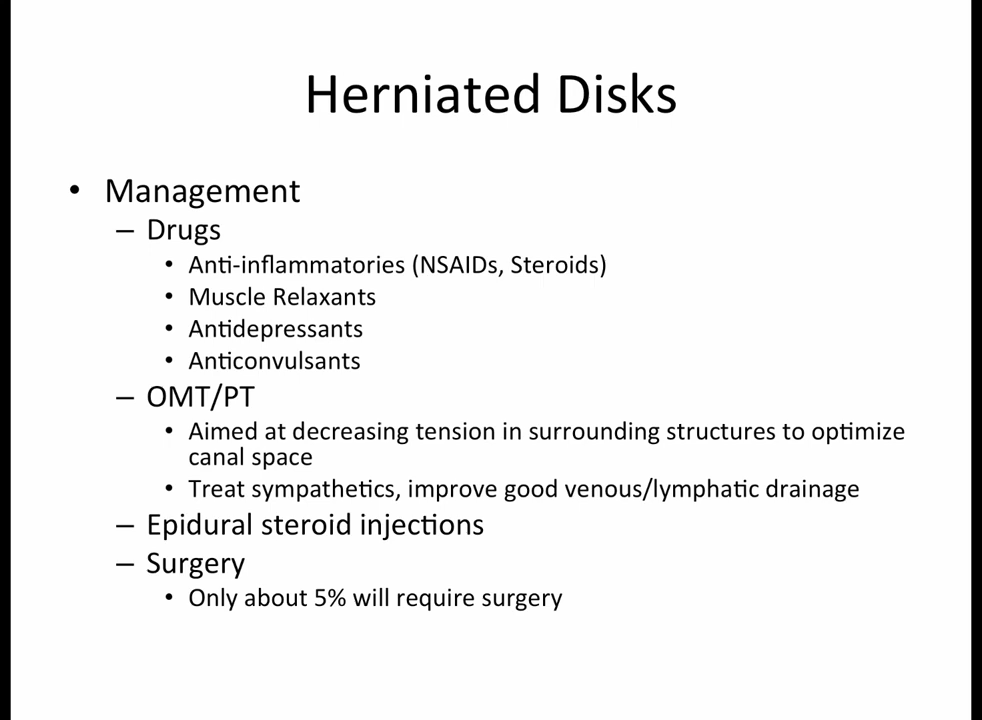 Herniated Disks
• Management
– Drugs
• Anti-inflammatories (NSAIDs, Steroids)
• Muscle Relaxants
• Antidepressants
• Anticonvulsants
– OMT/PT
• Aimed at decreasing tension in surrounding structures to optimize
canal space
• Treat sympathetics, improve good venous/lymphatic drainage
– Epidural steroid injections
– Surgery
• Only about 5% will require surgery